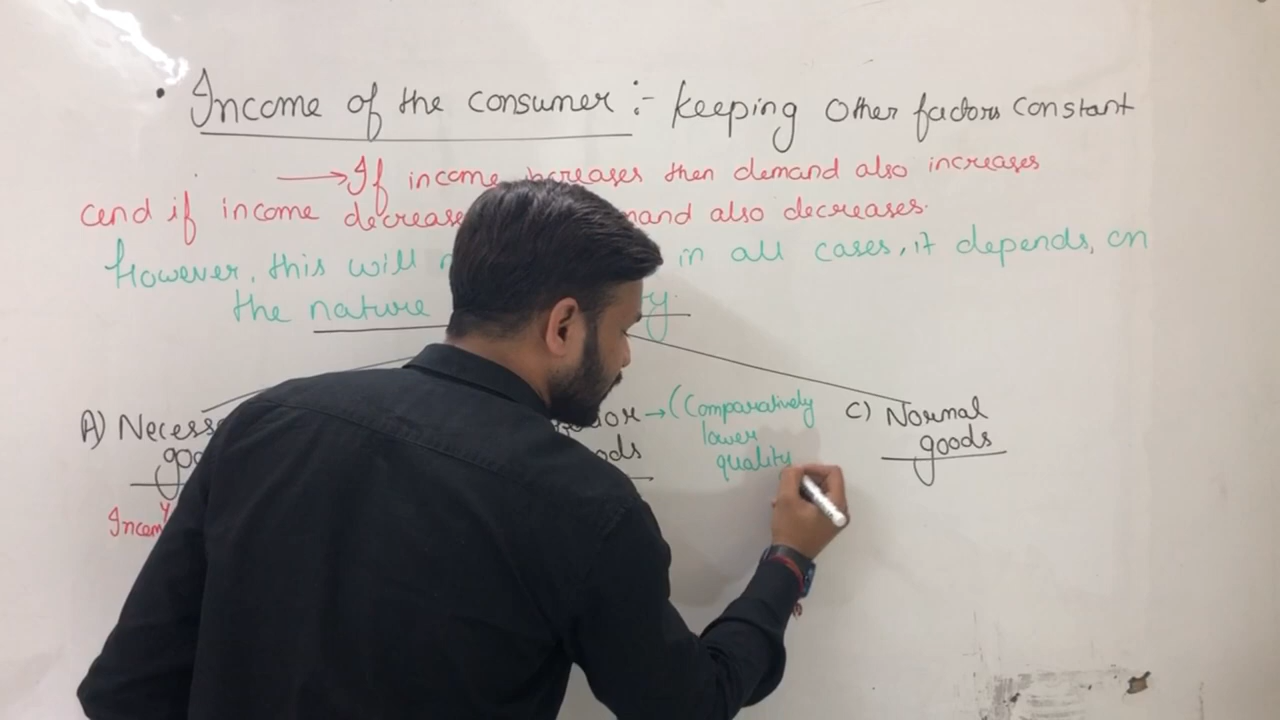 • Income of the consumer :- keeping other factors constant
→ If income increases then demand also increases
and if income decreases demand also decreases.
However, this will in all cases, it depends, on
the nature
A) Necess
goo
→ (Comparatively
lower
quality
C) Normal
goods
Incom